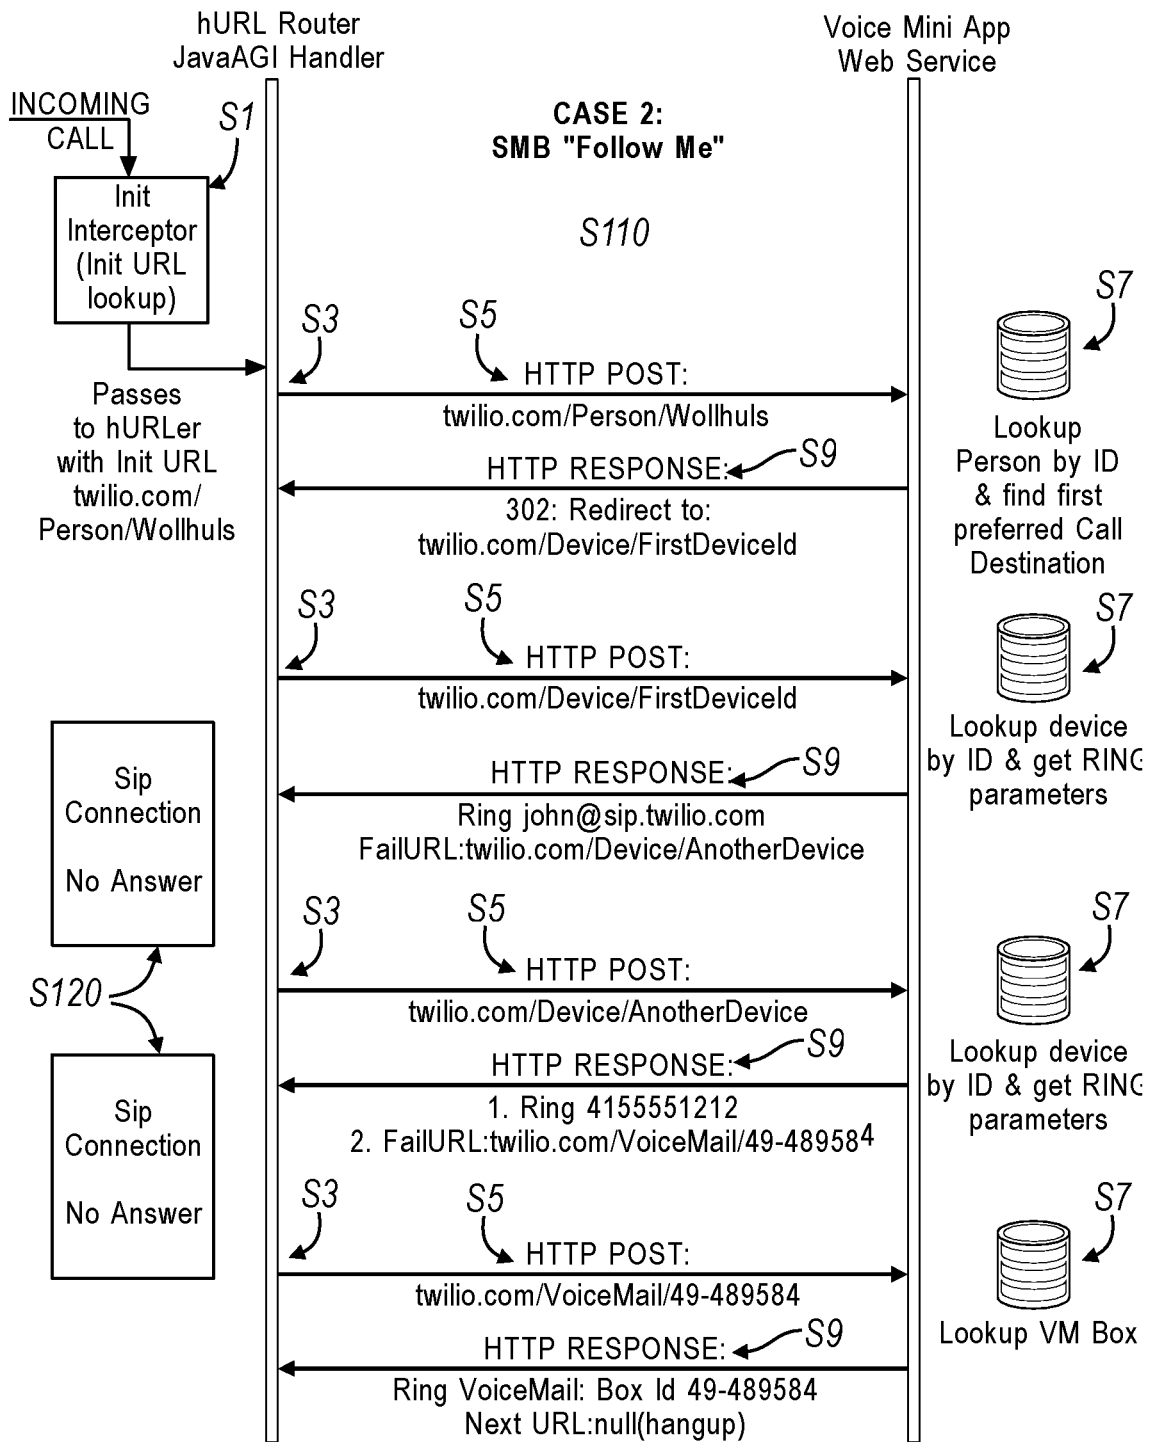 hURL Router
JavaAGI Handler
Voice Mini App
Web Service
INCOMING
CALL
S1
CASE 2:
SMB "Follow Me"
Init
Interceptor
(Init URL
lookup)
S110
S3
S5
S7
HTTP POST:
twilio.com/Person/Wollhuls
Passes
to hURLer
with Init URL
twilio.com/
Person/Wollhuls
Lookup
Person by ID
& find first
preferred Call
Destination
HTTP RESPONSE:
S9
302: Redirect to:
twilio.com/Device/FirstDeviceId
S3
S5
S7
HTTP POST:
twilio.com/Device/FirstDeviceId
Lookup device
by ID & get RING
parameters
Sip
Connection
No Answer
HTTP RESPONSE:
S9
Ring john@sip.twilio.com
FailURL:twilio.com/Device/AnotherDevice
S3
S5
S7
HTTP POST:
twilio.com/Device/AnotherDevice
S120
Lookup device
by ID & get RING
parameters
HTTP RESPONSE:
S9
1. Ring 4155551212
2. FailURL:twilio.com/VoiceMail/49-489584
Sip
Connection
No Answer
S3
S5
S7
HTTP POST:
twilio.com/VoiceMail/49-489584
Lookup VM Box
HTTP RESPONSE:
S9
Ring VoiceMail: Box Id 49-489584
Next URL:null(hangup)